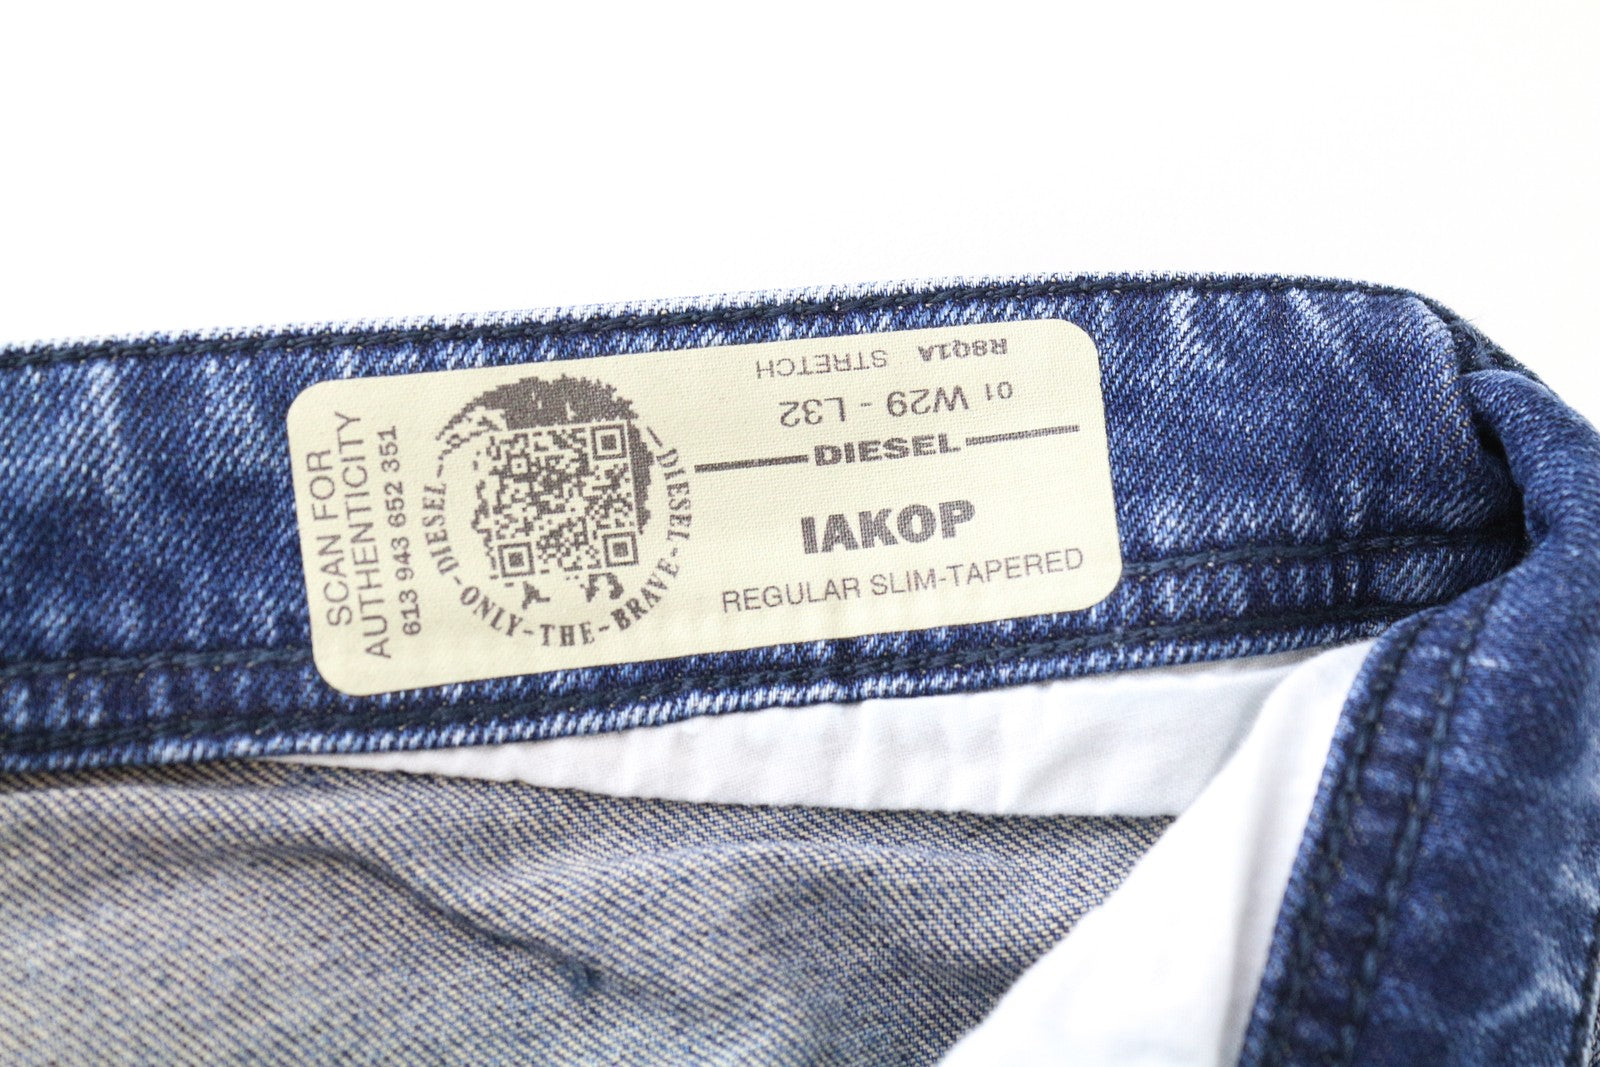 SCAN FOR
AUTHENTICITY
613 943 652 351
DIESEL-ONLY-THE-BRAVE-DIESEL-
R8Q1A STRETCH
01 W29 - L32
DIESEL
IAKOP
REGULAR SLIM-TAPERED